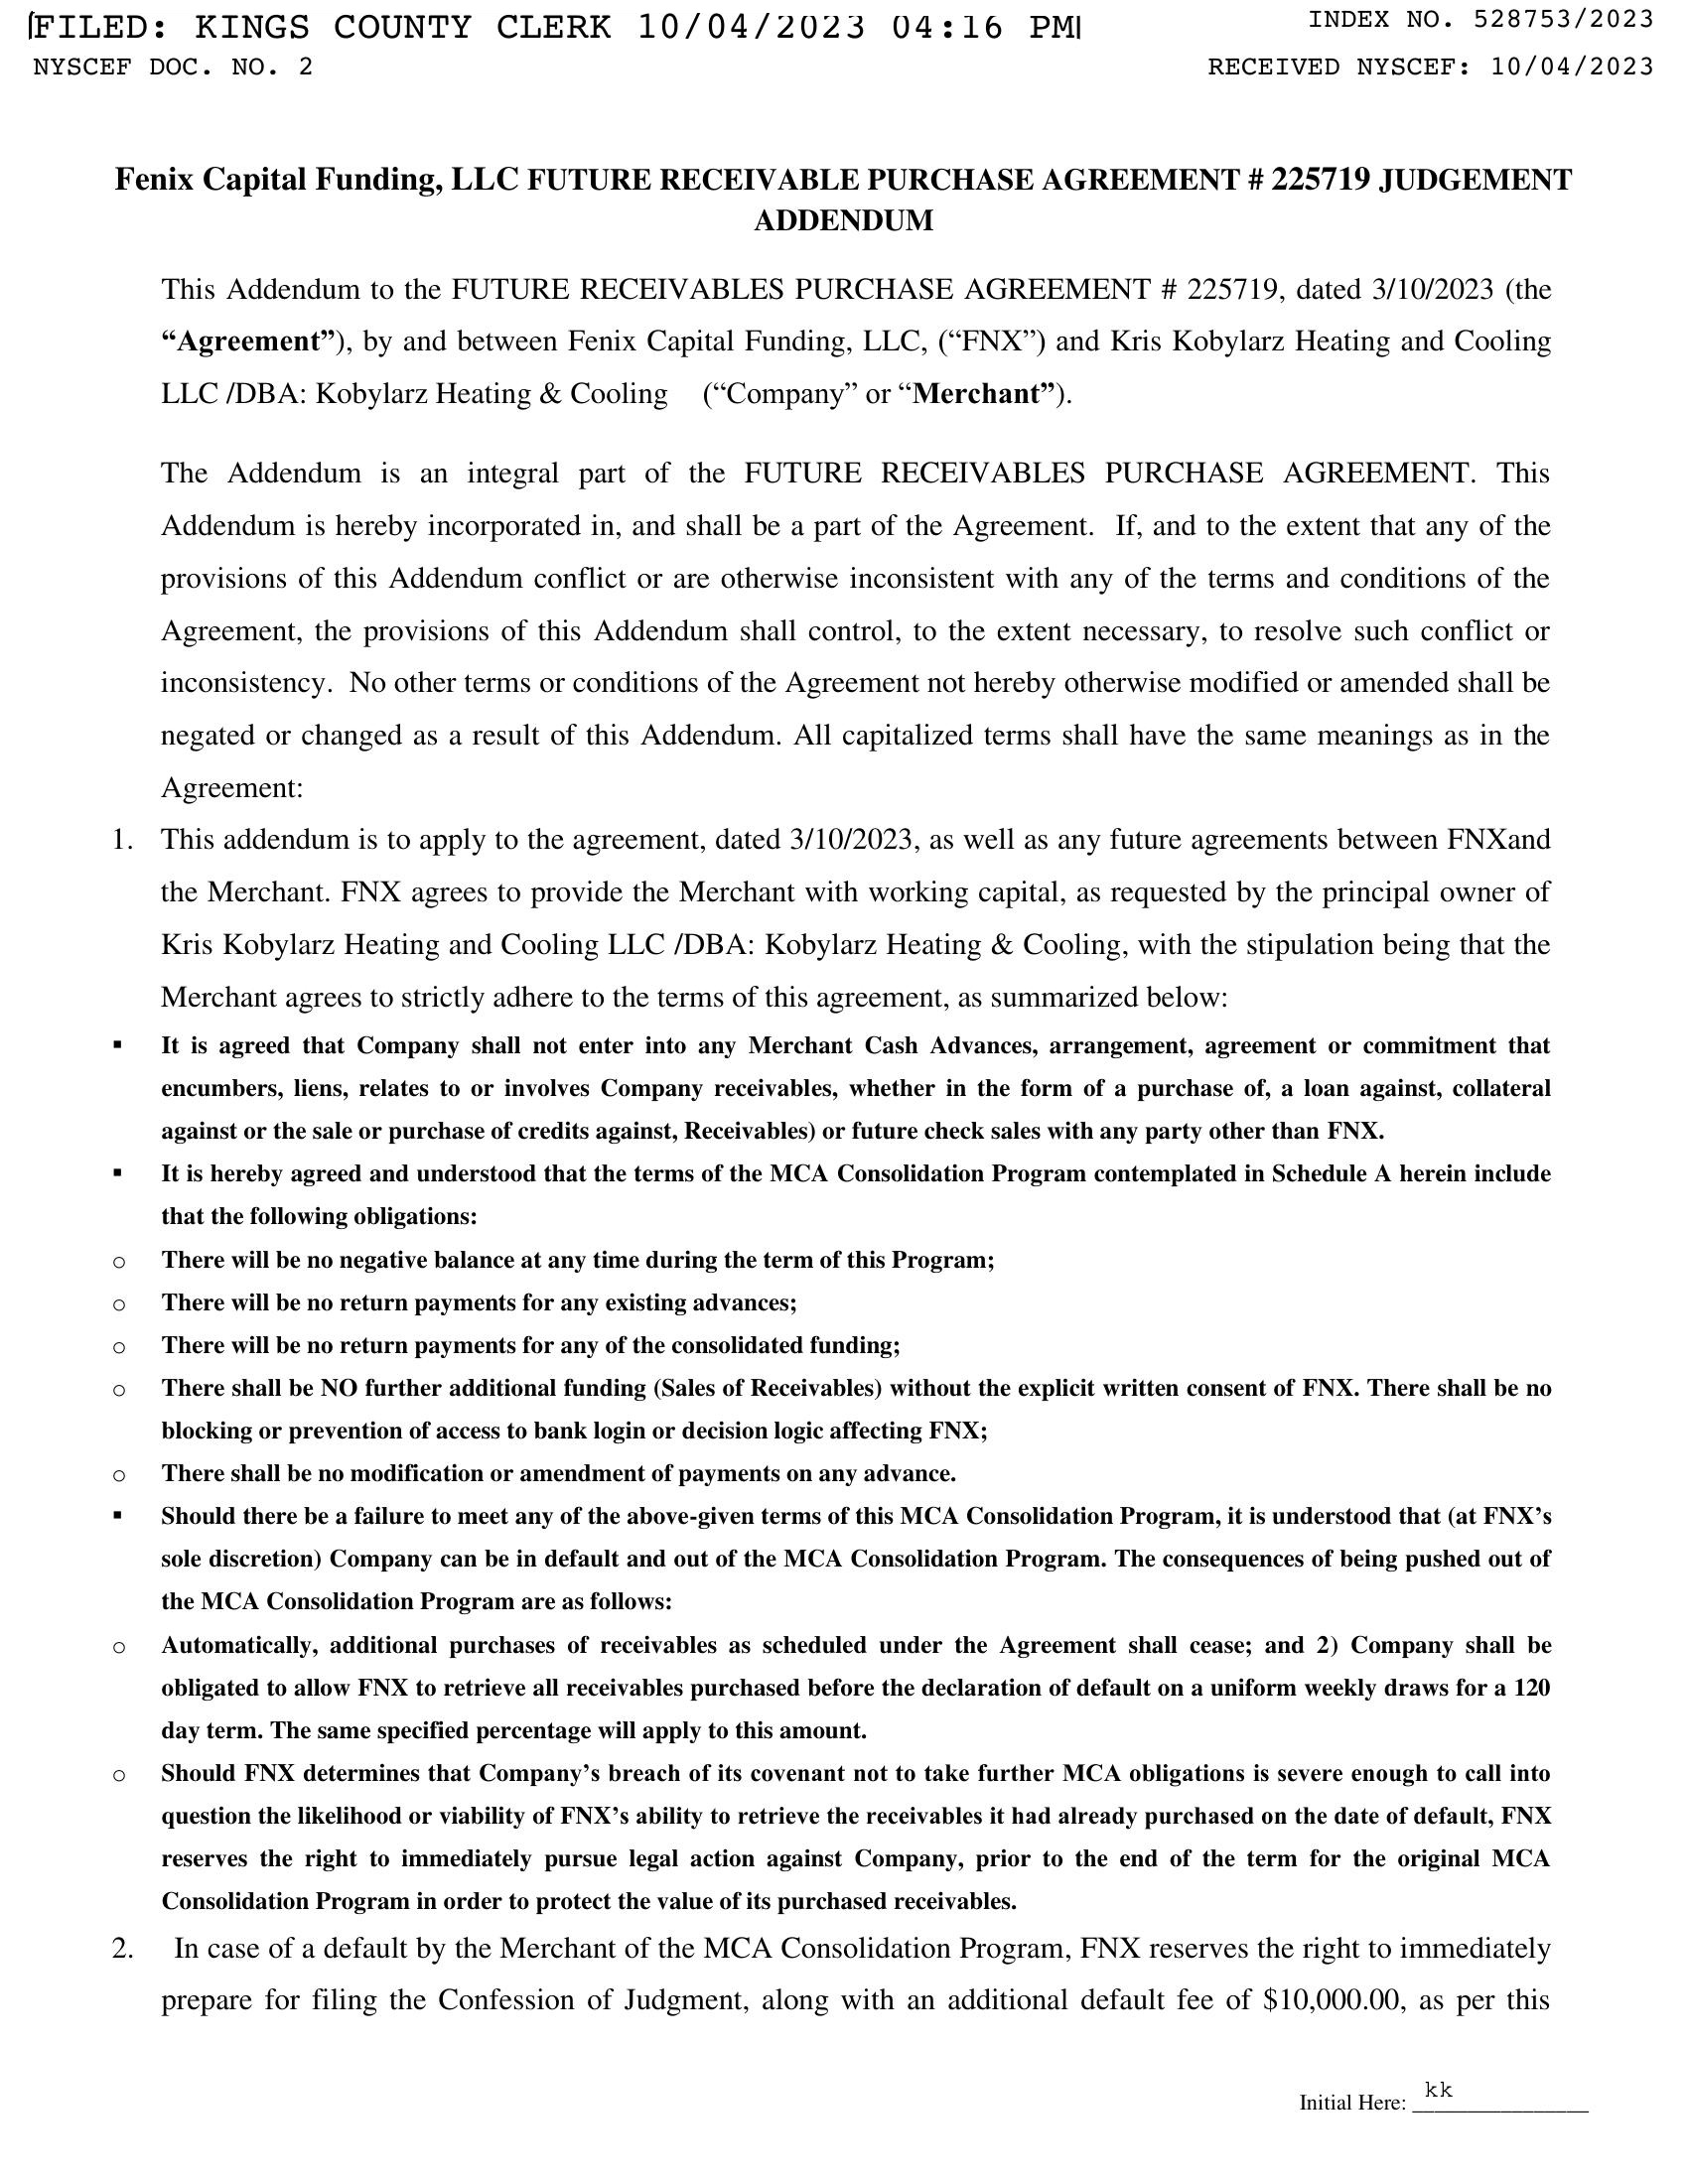 FILED: KINGS COUNTY CLERK 10/04/2023 04:16 PM
INDEX NO. 528753/2023
NYSCEF DOC. NO. 2
RECEIVED NYSCEF: 10/04/2023
Fenix Capital Funding, LLC FUTURE RECEIVABLE PURCHASE AGREEMENT # 225719 JUDGEMENT
ADDENDUM
This Addendum to the FUTURE RECEIVABLES PURCHASE AGREEMENT # 225719, dated 3/10/2023 (the
“Agreement”), by and between Fenix Capital Funding, LLC, (“FNX”) and Kris Kobylarz Heating and Cooling
LLC /DBA: Kobylarz Heating & Cooling (“Company” or “Merchant”).
The Addendum is an integral part of the FUTURE RECEIVABLES PURCHASE AGREEMENT. This
Addendum is hereby incorporated in, and shall be a part of the Agreement. If, and to the extent that any of the
provisions of this Addendum conflict or are otherwise inconsistent with any of the terms and conditions of the
Agreement, the provisions of this Addendum shall control, to the extent necessary, to resolve such conflict or
inconsistency. No other terms or conditions of the Agreement not hereby otherwise modified or amended shall be
negated or changed as a result of this Addendum. All capitalized terms shall have the same meanings as in the
Agreement:
1. This addendum is to apply to the agreement, dated 3/10/2023, as well as any future agreements between FNXand
the Merchant. FNX agrees to provide the Merchant with working capital, as requested by the principal owner of
Kris Kobylarz Heating and Cooling LLC /DBA: Kobylarz Heating & Cooling, with the stipulation being that the
Merchant agrees to strictly adhere to the terms of this agreement, as summarized below:
▪ It is agreed that Company shall not enter into any Merchant Cash Advances, arrangement, agreement or commitment that
encumbers, liens, relates to or involves Company receivables, whether in the form of a purchase of, a loan against, collateral
against or the sale or purchase of credits against, Receivables) or future check sales with any party other than FNX.
▪ It is hereby agreed and understood that the terms of the MCA Consolidation Program contemplated in Schedule A herein include
that the following obligations:
o There will be no negative balance at any time during the term of this Program;
o There will be no return payments for any existing advances;
o There will be no return payments for any of the consolidated funding;
o There shall be NO further additional funding (Sales of Receivables) without the explicit written consent of FNX. There shall be no
blocking or prevention of access to bank login or decision logic affecting FNX;
o There shall be no modification or amendment of payments on any advance.
▪ Should there be a failure to meet any of the above-given terms of this MCA Consolidation Program, it is understood that (at FNX’s
sole discretion) Company can be in default and out of the MCA Consolidation Program. The consequences of being pushed out of
the MCA Consolidation Program are as follows:
o Automatically, additional purchases of receivables as scheduled under the Agreement shall cease; and 2) Company shall be
obligated to allow FNX to retrieve all receivables purchased before the declaration of default on a uniform weekly draws for a 120
day term. The same specified percentage will apply to this amount.
o Should FNX determines that Company’s breach of its covenant not to take further MCA obligations is severe enough to call into
question the likelihood or viability of FNX’s ability to retrieve the receivables it had already purchased on the date of default, FNX
reserves the right to immediately pursue legal action against Company, prior to the end of the term for the original MCA
Consolidation Program in order to protect the value of its purchased receivables.
2. In case of a default by the Merchant of the MCA Consolidation Program, FNX reserves the right to immediately
prepare for filing the Confession of Judgment, along with an additional default fee of $10,000.00, as per this
Initial Here: kk